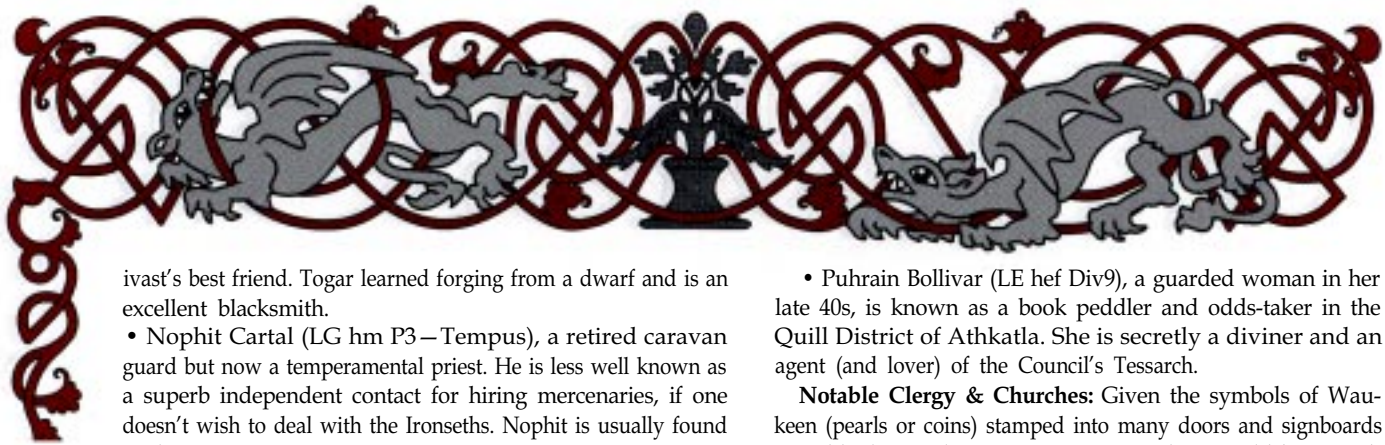 ivast's best friend. Togar learned forging from a dwarf and is an
excellent blacksmith.
• Nophit Cartal (LG hm P3—Tempus), a retired caravan
guard but now a temperamental priest. He is less well known as
a superb independent contact for hiring mercenaries, if one
doesn't wish to deal with the Ironseths. Nophit is usually found
• Puhrain Bollivar (LE hef Div9), a guarded woman in her
late 40s, is known as a book peddler and odds-taker in the
Quill District of Athkatla. She is secretly a diviner and an
agent (and lover) of the Council's Tessarch.
Notable Clergy & Churches: Given the symbols of Wau-
keen (pearls or coins) stamped into many doors and signboards